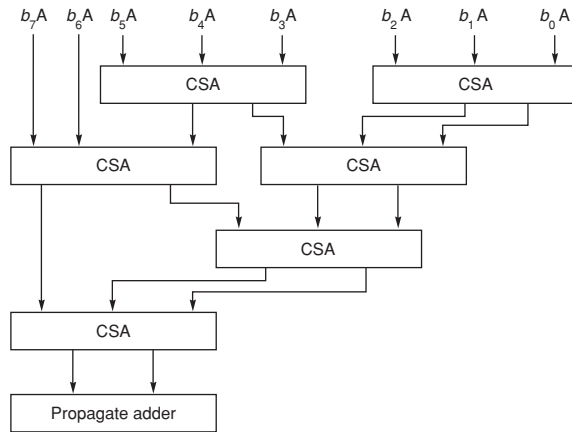 b₇A b₆A b₅A b₄A b₃A b₂A b₁A b₀A
CSA CSA
CSA CSA
CSA
CSA
Propagate adder